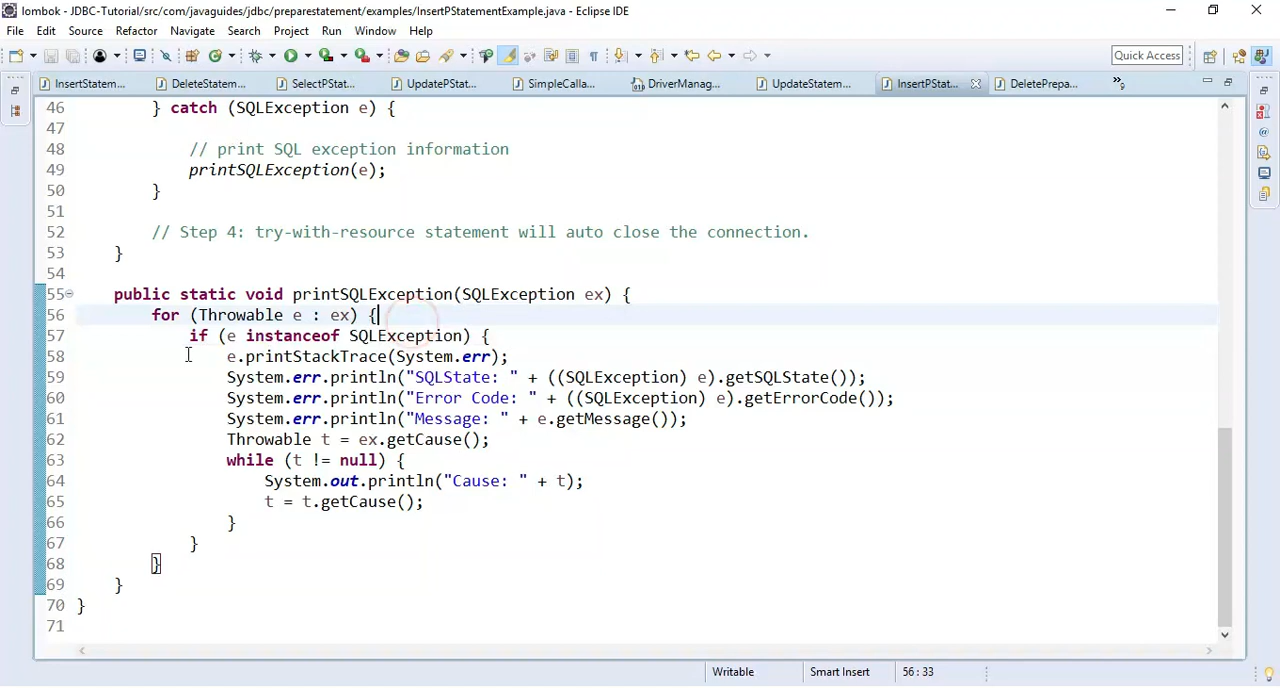 lombok - JDBC-Tutorial/src/com/javaguides/jdbc/preparestatement/examples/InsertPStatementExample.java - Eclipse IDE
File Edit Source Refactor Navigate Search Project Run Window Help
Quick Access
InsertStatem... DeleteStatem... SelectPStat... UpdatePStat... SimpleCalla... DriverManag... UpdateStatem... InsertPStat... DeletePrepa... »9
46 } catch (SQLException e) {
47
48 // print SQL exception information
49 printSQLException(e);
50 }
51
52 // Step 4: try-with-resource statement will auto close the connection.
53 }
54
55 public static void printSQLException(SQLException ex) {
56 for (Throwable e : ex) {
57 if (e instanceof SQLException) {
58 e.printStackTrace(System.err);
59 System.err.println("SQLState: " + ((SQLException) e).getSQLState());
60 System.err.println("Error Code: " + ((SQLException) e).getErrorCode());
61 System.err.println("Message: " + e.getMessage());
62 Throwable t = ex.getCause();
63 while (t != null) {
64 System.out.println("Cause: " + t);
65 t = t.getCause();
66 }
67 }
68 }
69 }
70 }
71
Writable Smart Insert 56 : 33